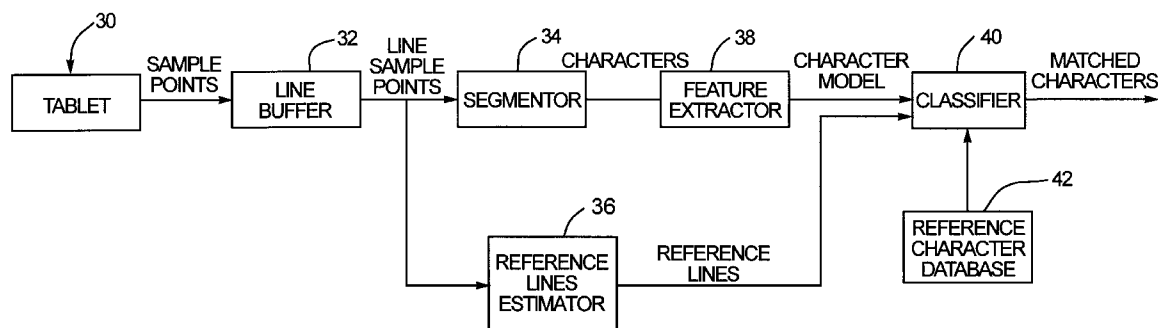 30
TABLET
SAMPLE
POINTS
32
LINE
BUFFER
LINE
SAMPLE
POINTS
34
SEGMENTOR
CHARACTERS
38
FEATURE
EXTRACTOR
CHARACTER
MODEL
40
CLASSIFIER
MATCHED
CHARACTERS
36
REFERENCE
LINES
ESTIMATOR
REFERENCE
LINES
42
REFERENCE
CHARACTER
DATABASE